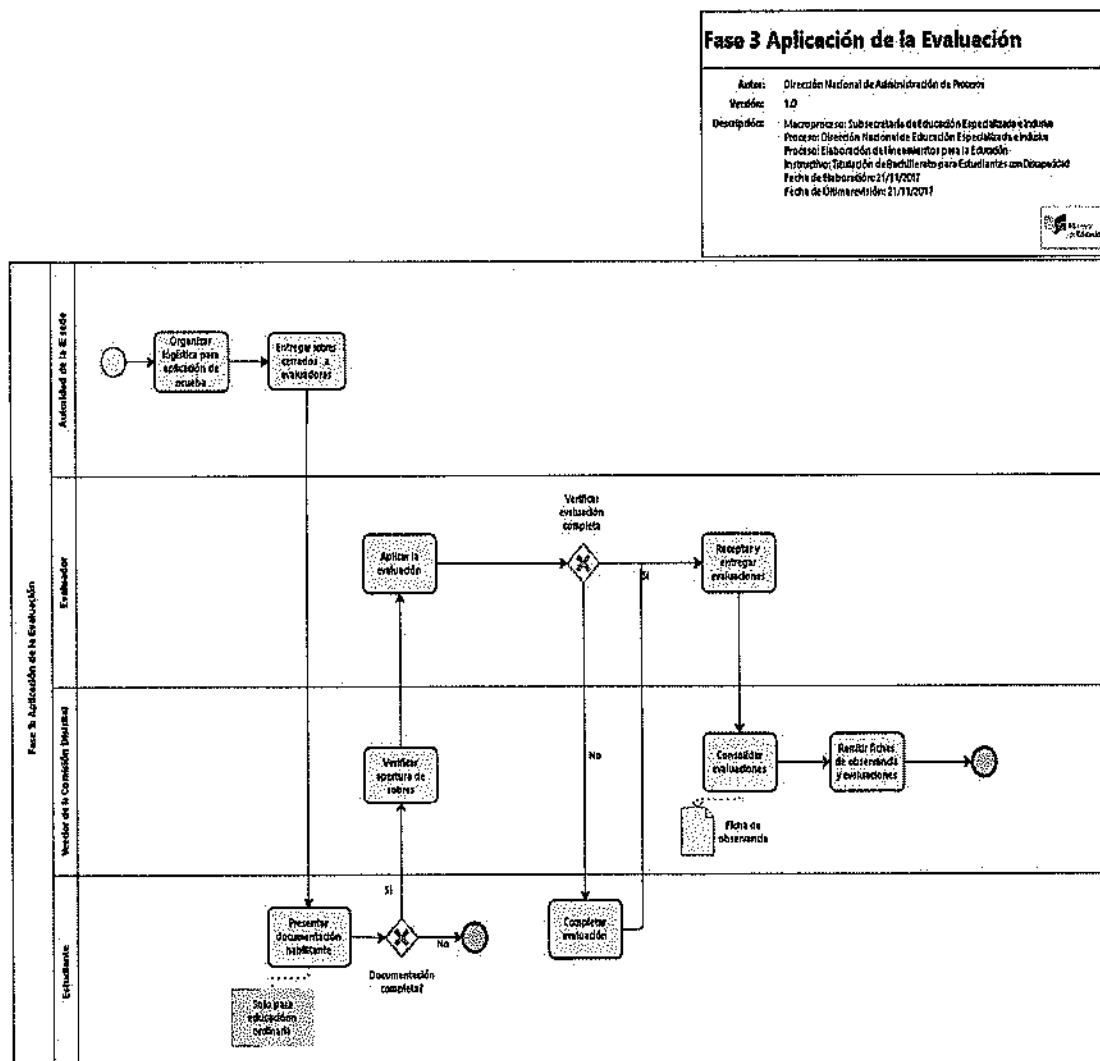 Fase 3 Aplicación de la Evaluación
Autor: Dirección Nacional de Administración de Procesos
Versión: 1.0
Descripción: Macroproceso: Subsecretaría de Educación Especializada e Inclusiva
Proceso: Dirección Nacional de Educación Especializada e Inclusiva
Proceso: Elaboración de lineamientos para la Educación
Instructivo: Titulación de Bachillerato para Estudiantes con Discapacidad
Fecha de Elaboración: 21/11/2017
Fecha de Última revisión: 21/11/2017
Ministerio
de Educación
Fase 3: Aplicación de la Evaluación
Autoridad de la IE sede
Organizar
logística para
aplicación de
prueba
Entregar sobres
cerrados a
evaluadores
Evaluador
Aplicar la
evaluación
Verificar
evaluación
completa
Si
Receptar y
entregar
evaluaciones
Veedor de la Comisión Distrital
Verificar
apertura de
sobres
No
Consolidar
evaluaciones
Remitir fichas
de observancia
y evaluaciones
Ficha de
observancia
Estudiante
Presentar
documentación
habilitante
Si
No
Documentación
completa?
Completar
evaluación
Solo para
educación
ordinaria